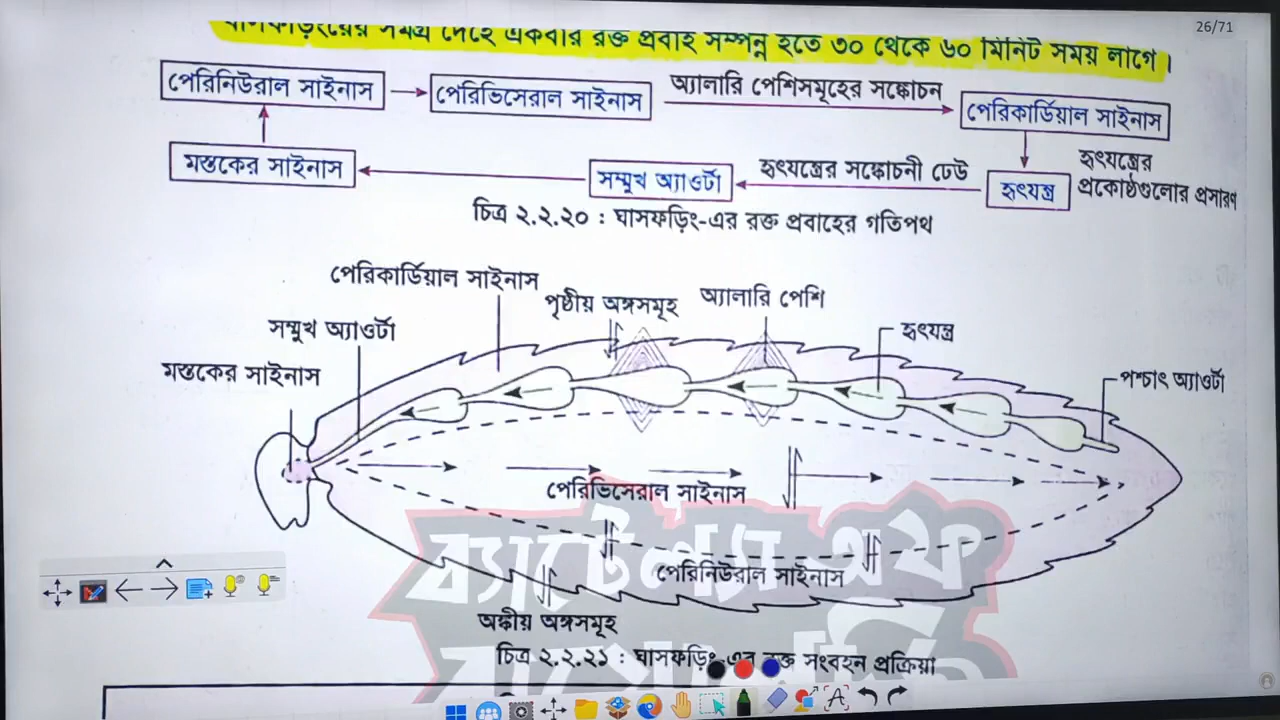 26/71
ঘাসফড়িংয়ের সমগ্র দেহে একবার রক্ত প্রবাহ সম্পন্ন হতে ৩০ থেকে ৬০ মিনিট সময় লাগে।
পেরিনিউরাল সাইনাস
পেরিভিসেরাল সাইনাস
অ্যালারি পেশিসমূহের সঙ্কোচন
পেরিকার্ডিয়াল সাইনাস
মস্তকের সাইনাস
সম্মুখ অ্যাওর্টা
হৃৎযন্ত্রের সঙ্কোচনী ঢেউ
হৃৎযন্ত্র
হৃৎযন্ত্রের
প্রকোষ্ঠগুলোর প্রসারণ
চিত্র ২.২.২০ : ঘাসফড়িং-এর রক্ত প্রবাহের গতিপথ
পেরিকার্ডিয়াল সাইনাস
পৃষ্ঠীয় অঙ্গসমূহ
অ্যালারি পেশি
সম্মুখ অ্যাওর্টা
হৃৎযন্ত্র
মস্তকের সাইনাস
পশ্চাৎ অ্যাওর্টা
পেরিভিসেরাল সাইনাস
ব্যাটেলস অফ
পেরিনিউরাল সাইনাস
অঙ্কীয় অঙ্গসমূহ
চিত্র ২.২.২১ : ঘাসফড়িং-এর রক্ত সংবহন প্রক্রিয়া